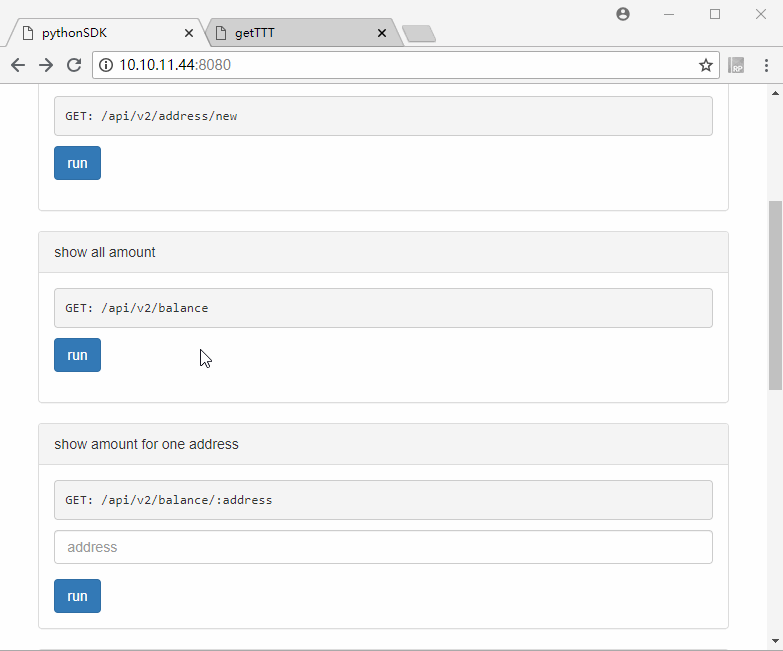 pythonSDK
getTTT
10.10.11.44:8080
RP
GET: /api/v2/address/new
run
show all amount
GET: /api/v2/balance
run
show amount for one address
GET: /api/v2/balance/:address
address
run